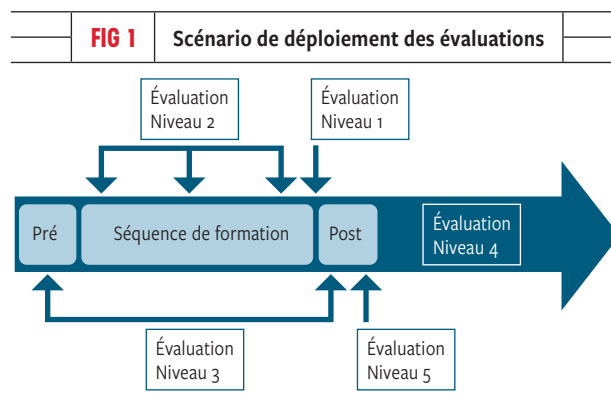 FIG 1 Scénario de déploiement des évaluations
Évaluation
Niveau 2
Évaluation
Niveau 1
Pré
Séquence de formation
Post
Évaluation
Niveau 4
Évaluation
Niveau 3
Évaluation
Niveau 5